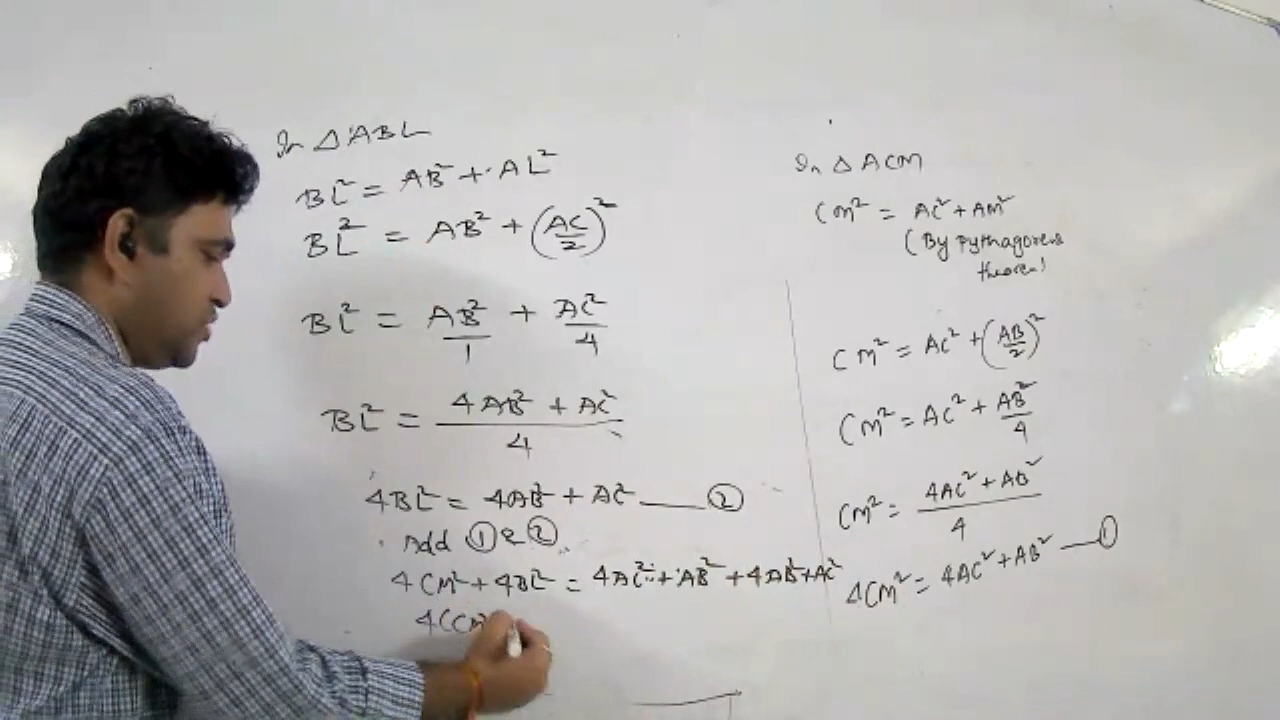 In △ABL
BL² = AB² + AL²
BL² = AB² + (AC/2)²
BL² = AB²/1 + AC²/4
BL² = (4AB² + AC²)/4
4BL² = 4AB² + AC² — ②
Add ① & ②
4CM² + 4BL² = 4AC² + AB² + 4AB² + AC²
4(CM²
In △ACM
CM² = AC² + AM²
(By Pythagoreus
theorem)
CM² = AC² + (AB/2)²
CM² = AC² + AB²/4
CM² = (4AC² + AB²)/4
4CM² = 4AC² + AB² — ①